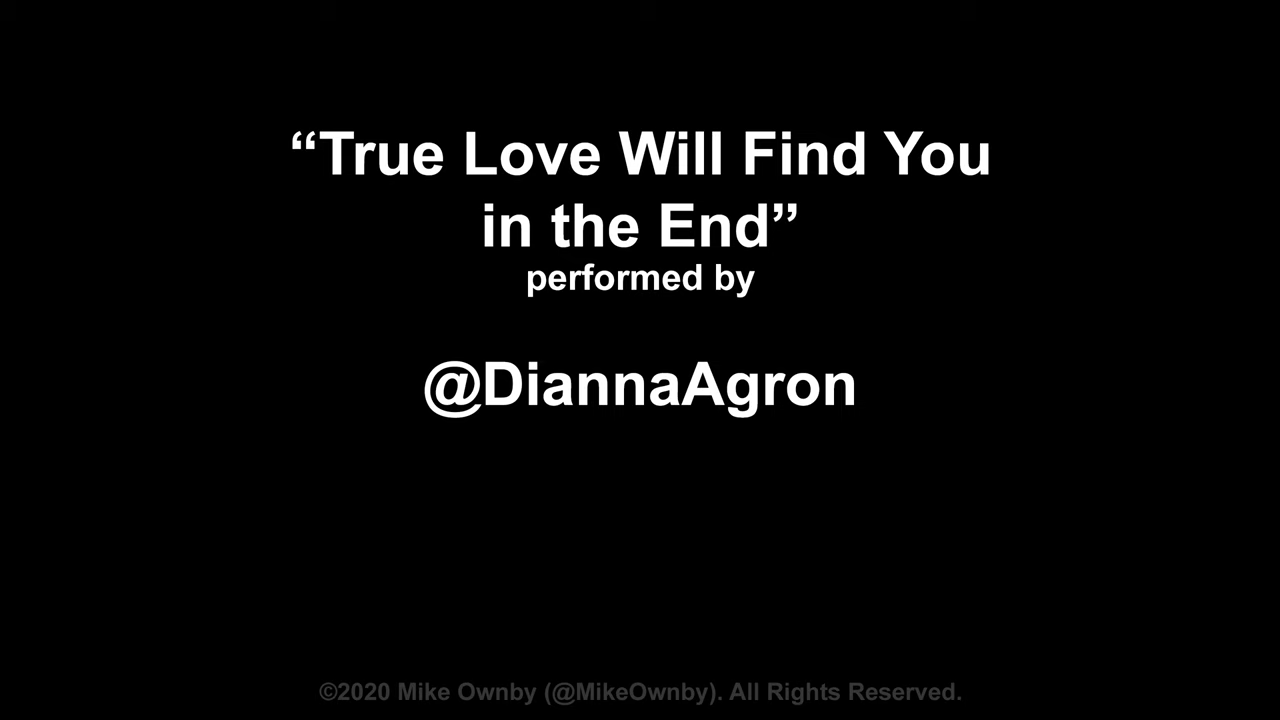 “True Love Will Find You
in the End”
performed by
@DiannaAgron
©2020 Mike Ownby (@MikeOwnby). All Rights Reserved.